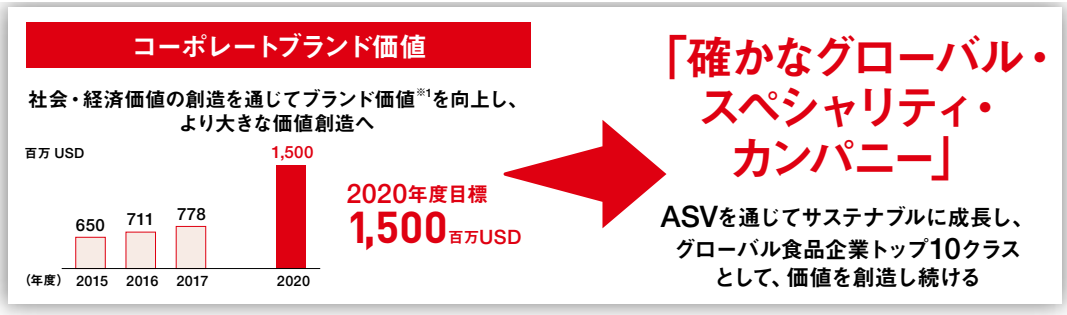 コーポレートブランド価値
社会・経済価値の創造を通じてブランド価値※1を向上し、
より大きな価値創造へ
百万 USD
1,500
650
711
778
(年度)
2015
2016
2017
2020
2020年度目標
1,500百万USD
「確かなグローバル・
スペシャリティ・
カンパニー」
ASVを通じてサステナブルに成長し、
グローバル食品企業トップ10クラス
として、価値を創造し続ける